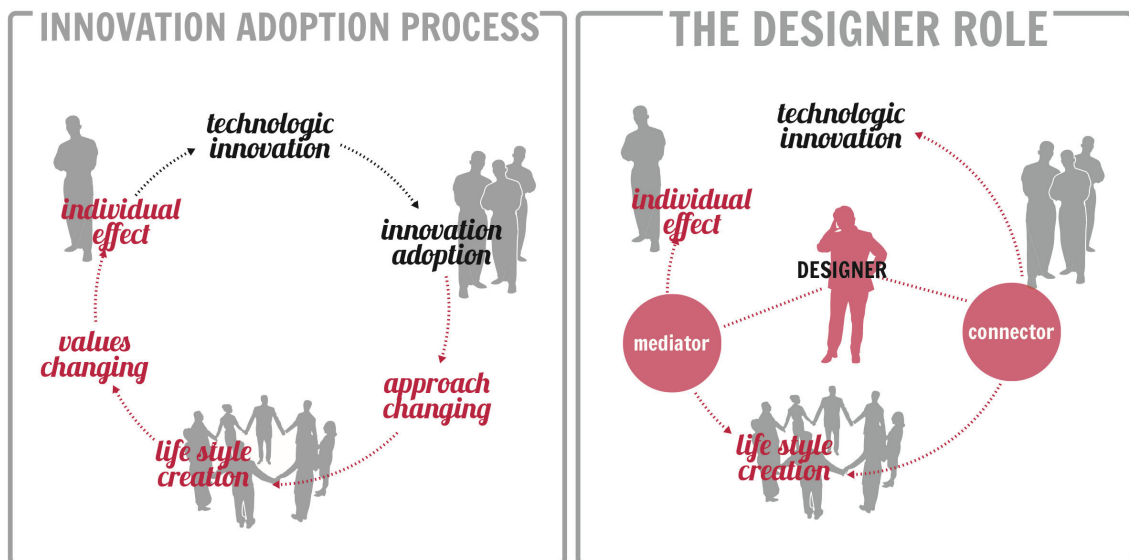 INNOVATION ADOPTION PROCESS
technologic
innovation
individual
effect
innovation
adoption
values
changing
approach
changing
life style
creation
THE DESIGNER ROLE
technologic
innovation
individual
effect
DESIGNER
mediator
connector
life style
creation